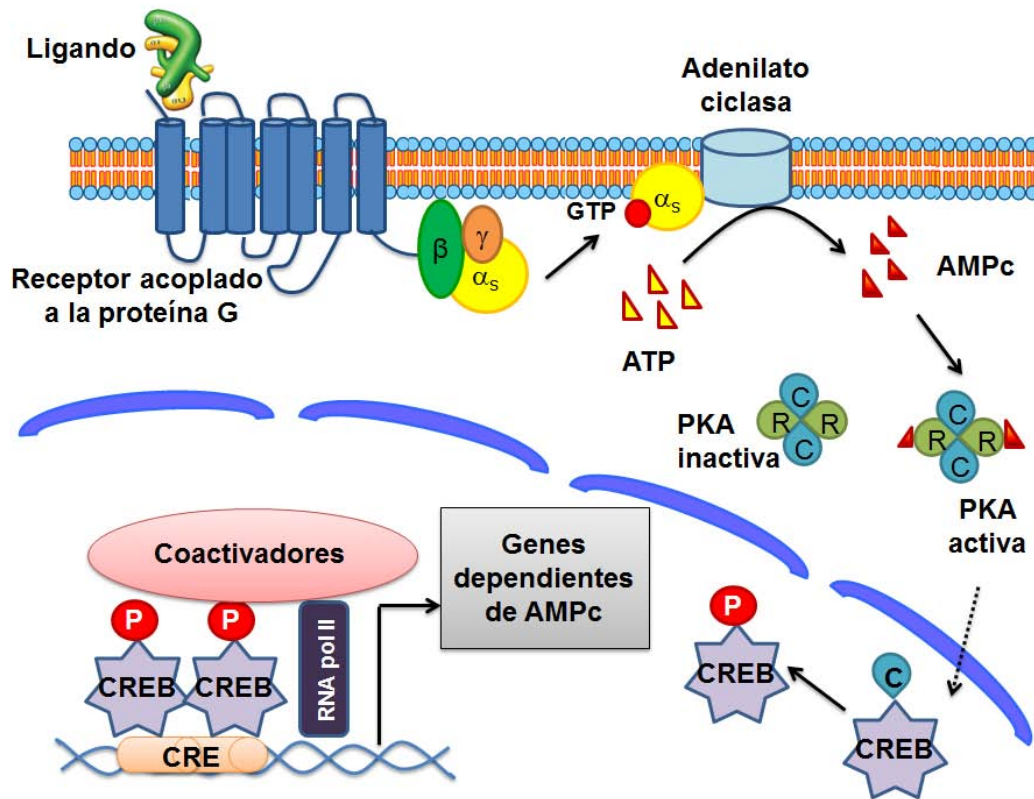 Ligando
Adenilato
ciclasa
GTP
αs
β
γ
αs
Receptor acoplado
a la proteína G
AMPc
ATP
PKA
inactiva
C
R R
C
C
R R
C
PKA
activa
Coactivadores
Genes
dependientes
de AMPc
P
P
CREB
CREB
RNA pol II
CRE
P
CREB
C
CREB